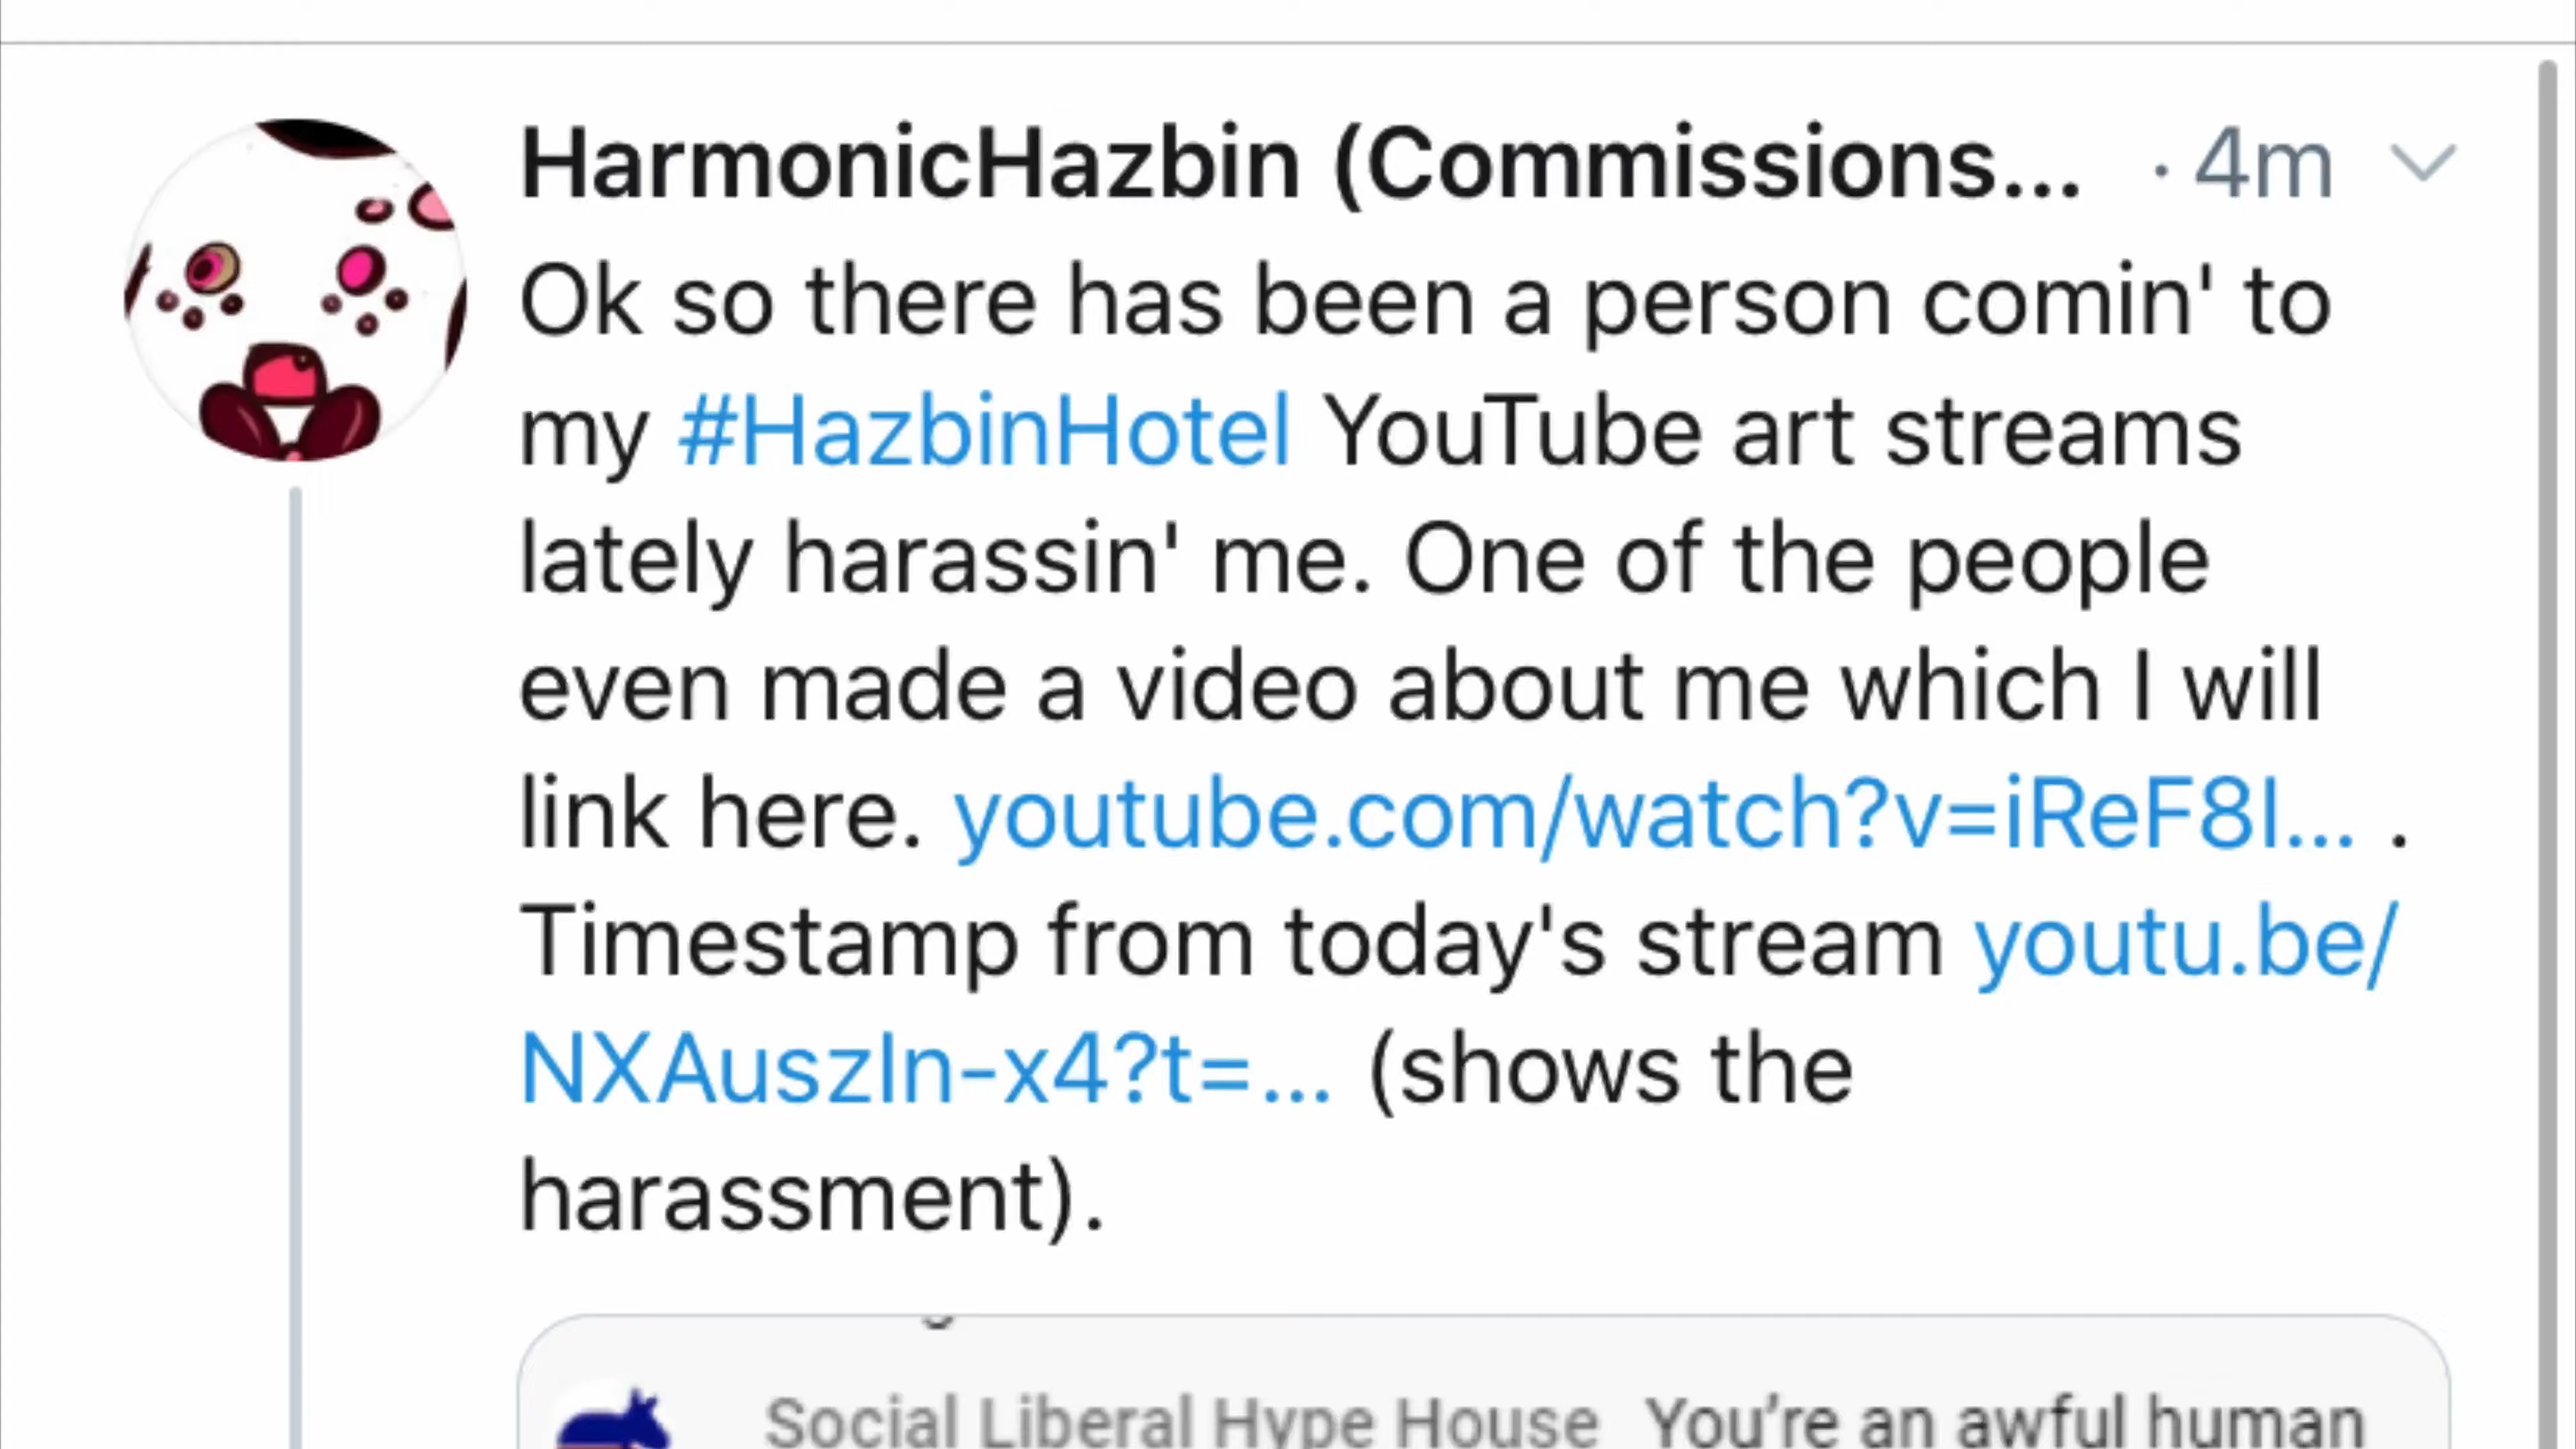 HarmonicHazbin (Commissions... · 4m
Ok so there has been a person comin' to
my #HazbinHotel YouTube art streams
lately harassin' me. One of the people
even made a video about me which I will
link here. youtube.com/watch?v=iReF8I... .
Timestamp from today's stream youtu.be/
NXAuszIn-x4?t=... (shows the
harassment).
Social Liberal Hype House You're an awful human